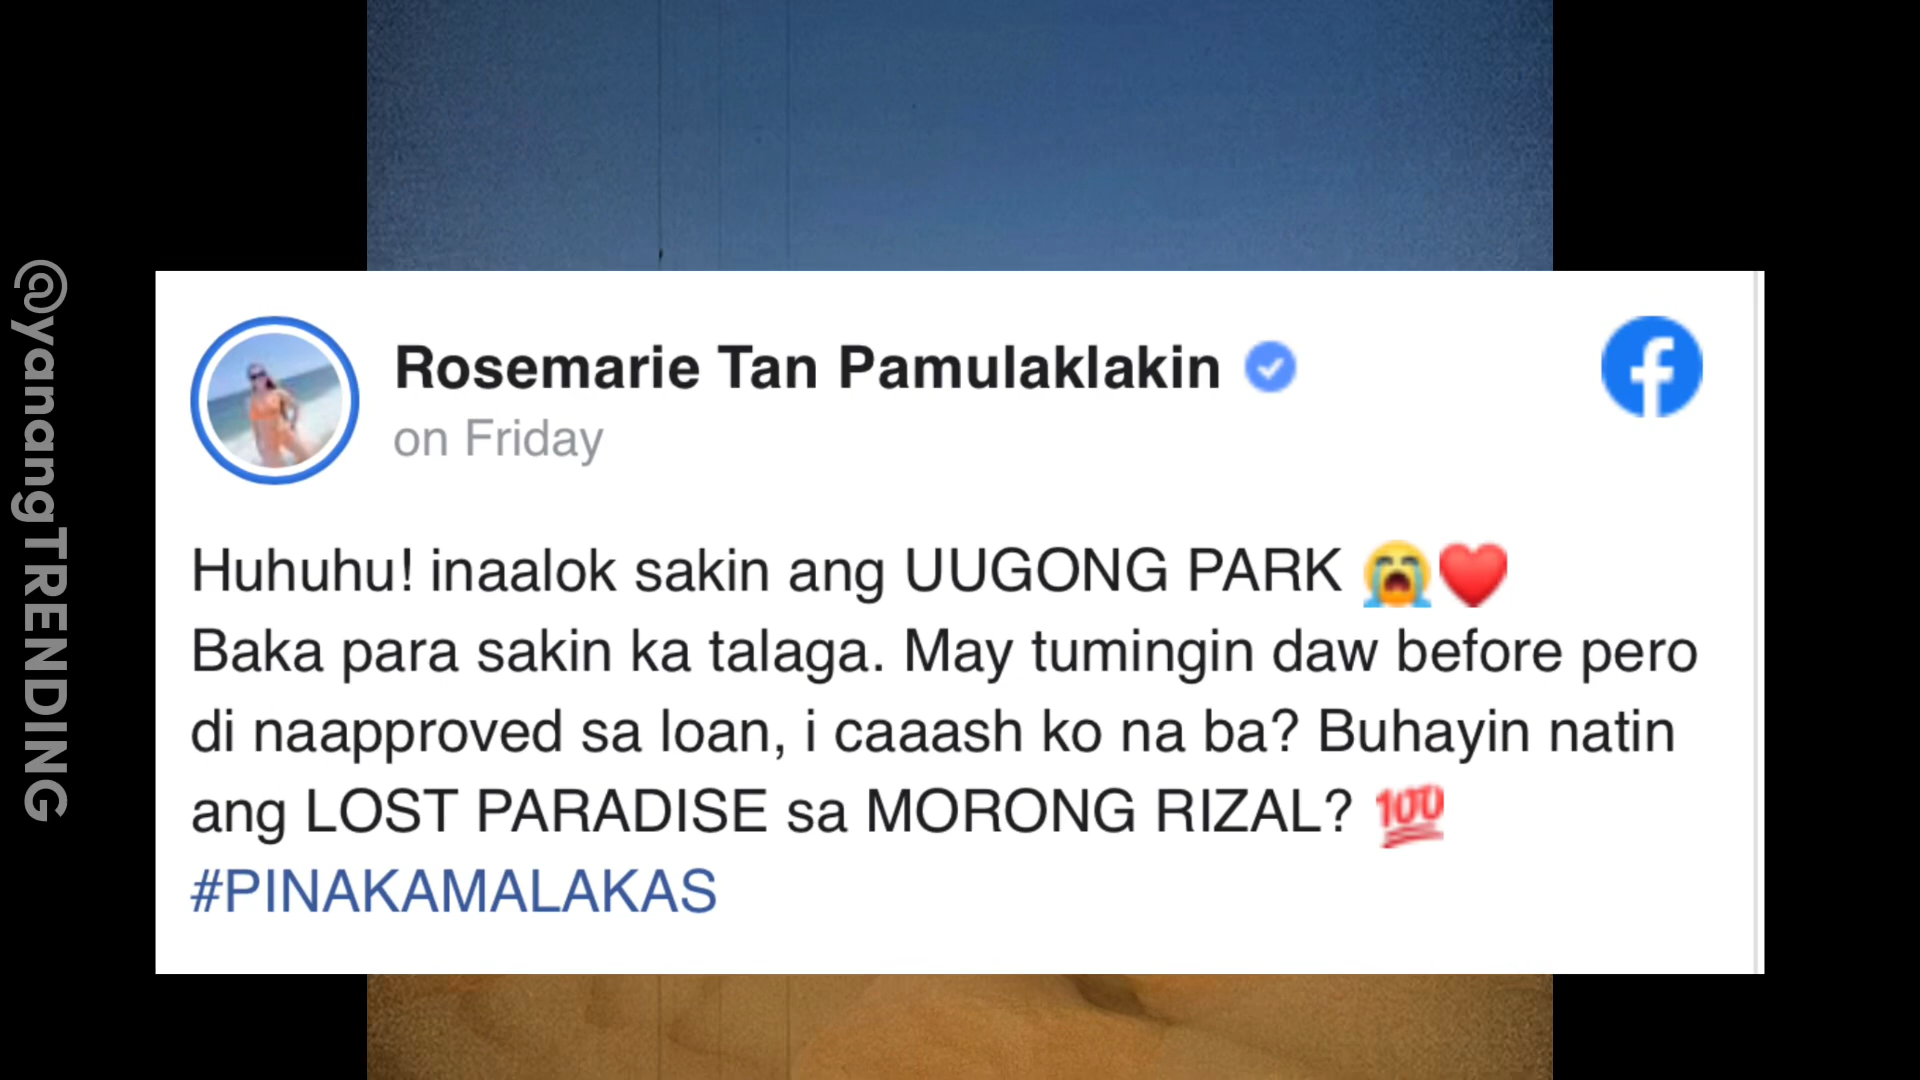 @yanangTRENDING
Rosemarie Tan Pamulaklakin
on Friday
Huhuhu! inaalok sakin ang UUGONG PARK 😭❤️
Baka para sakin ka talaga. May tumingin daw before pero
di naapproved sa loan, i caaash ko na ba? Buhayin natin
ang LOST PARADISE sa MORONG RIZAL? 💯
#PINAKAMALAKAS